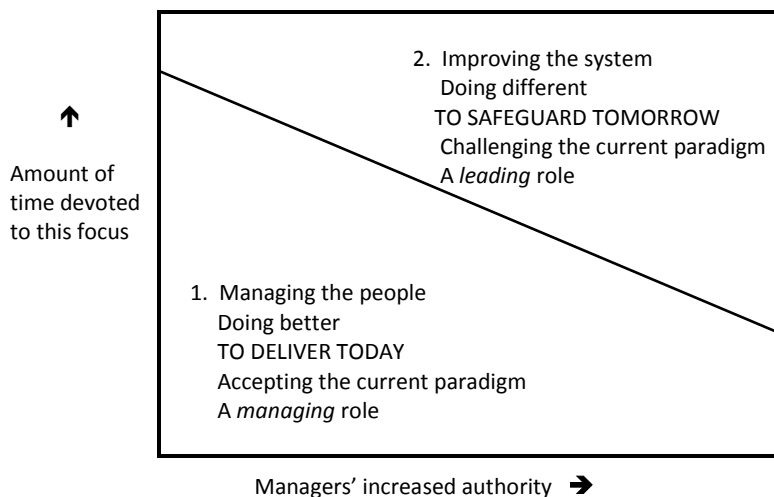 2. Improving the system
Doing different
TO SAFEGUARD TOMORROW
Challenging the current paradigm
A leading role
Amount of
time devoted
to this focus
1. Managing the people
Doing better
TO DELIVER TODAY
Accepting the current paradigm
A managing role
Managers’ increased authority